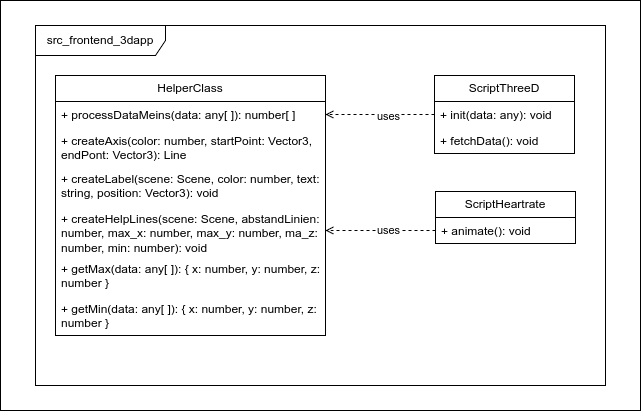 src_frontend_3dapp
HelperClass
+ processDataMeins(data: any[ ]): number[ ]
+ createAxis(color: number, startPoint: Vector3,
endPont: Vector3): Line
+ createLabel(scene: Scene, color: number, text:
string, position: Vector3): void
+ createHelpLines(scene: Scene, abstandLinien:
number, max_x: number, max_y: number, ma_z:
number, min: number): void
+ getMax(data: any[ ]): { x: number, y: number, z:
number }
+ getMin(data: any[ ]): { x: number, y: number, z:
number }
uses
ScriptThreeD
+ init(data: any): void
+ fetchData(): void
uses
ScriptHeartrate
+ animate(): void